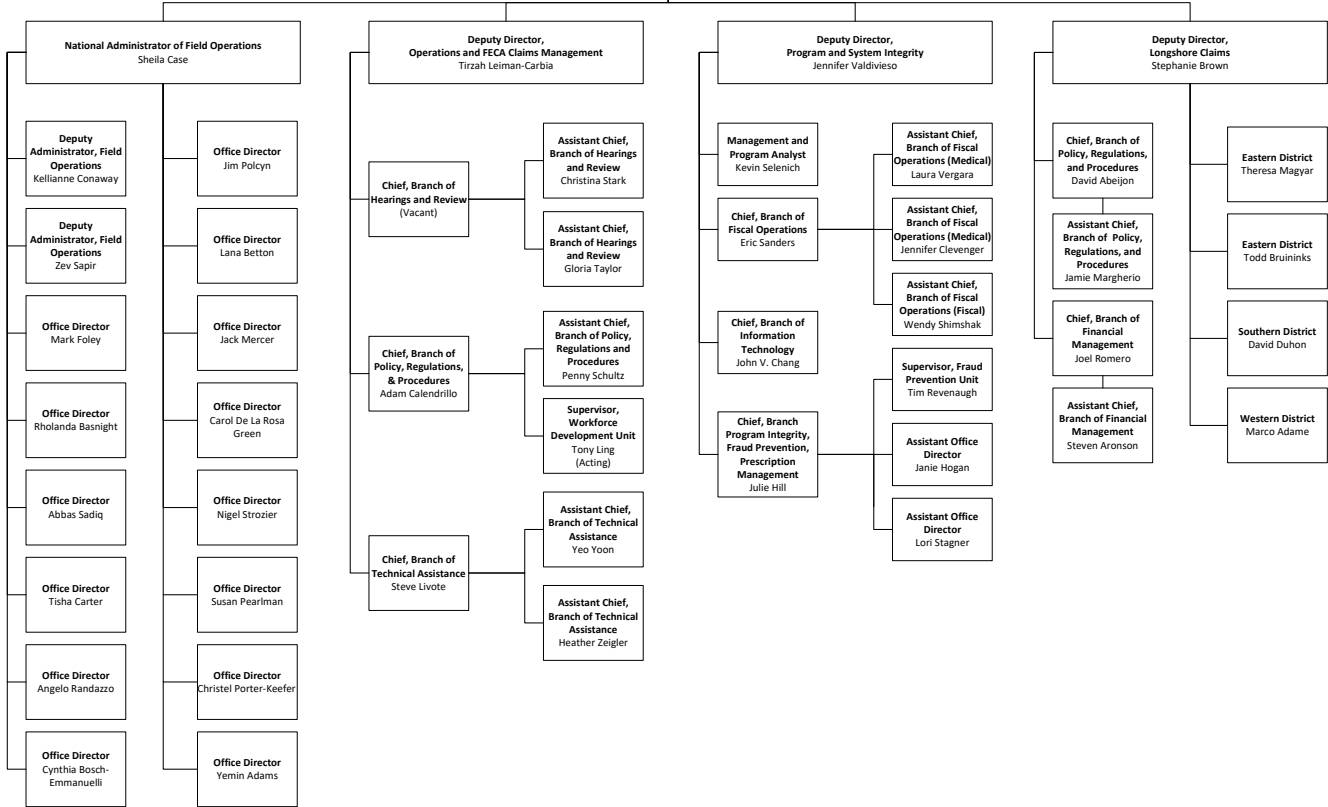 National Administrator of Field Operations
Sheila Case
Deputy
Administrator, Field
Operations
Kellianne Conaway
Deputy
Administrator, Field
Operations
Zev Sapir
Office Director
Mark Foley
Office Director
Rholanda Basnight
Office Director
Abbas Sadiq
Office Director
Tisha Carter
Office Director
Angelo Randazzo
Office Director
Cynthia Bosch-
Emmanuelli
Office Director
Jim Polcyn
Office Director
Lana Betton
Office Director
Jack Mercer
Office Director
Carol De La Rosa
Green
Office Director
Nigel Strozier
Office Director
Susan Pearlman
Office Director
Christel Porter-Keefer
Office Director
Yemin Adams
Deputy Director,
Operations and FECA Claims Management
Tirzah Leiman-Carbia
Chief, Branch of
Hearings and Review
(Vacant)
Assistant Chief,
Branch of Hearings
and Review
Christina Stark
Assistant Chief,
Branch of Hearings
and Review
Gloria Taylor
Chief, Branch of
Policy, Regulations,
& Procedures
Adam Calendrillo
Assistant Chief,
Branch of Policy,
Regulations and
Procedures
Penny Schultz
Supervisor,
Workforce
Development Unit
Tony Ling
(Acting)
Chief, Branch of
Technical Assistance
Steve Livote
Assistant Chief,
Branch of Technical
Assistance
Yeo Yoon
Assistant Chief,
Branch of Technical
Assistance
Heather Zeigler
Deputy Director,
Program and System Integrity
Jennifer Valdivieso
Management and
Program Analyst
Kevin Selenich
Chief, Branch of
Fiscal Operations
Eric Sanders
Assistant Chief,
Branch of Fiscal
Operations (Medical)
Laura Vergara
Assistant Chief,
Branch of Fiscal
Operations (Medical)
Jennifer Clevenger
Assistant Chief,
Branch of Fiscal
Operations (Fiscal)
Wendy Shimshak
Chief, Branch of
Information
Technology
John V. Chang
Chief, Branch
Program Integrity,
Fraud Prevention,
Prescription
Management
Julie Hill
Supervisor, Fraud
Prevention Unit
Tim Revenaugh
Assistant Office
Director
Janie Hogan
Assistant Office
Director
Lori Stagner
Deputy Director,
Longshore Claims
Stephanie Brown
Chief, Branch of
Policy, Regulations,
and Procedures
David Abeijon
Assistant Chief,
Branch of Policy,
Regulations, and
Procedures
Jamie Margherio
Chief, Branch of
Financial
Management
Joel Romero
Assistant Chief,
Branch of Financial
Management
Steven Aronson
Eastern District
Theresa Magyar
Eastern District
Todd Bruininks
Southern District
David Duhon
Western District
Marco Adame